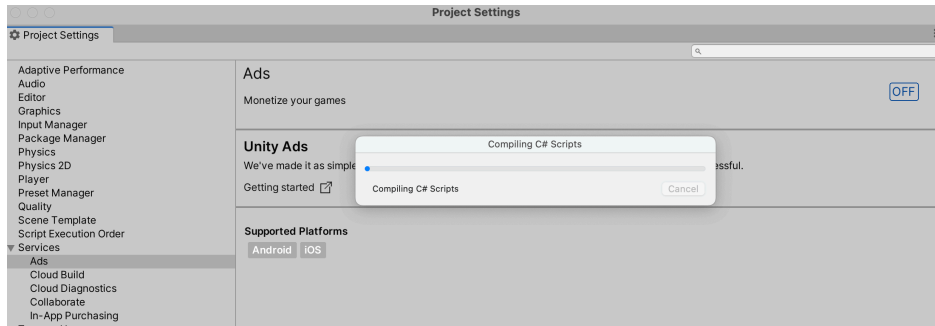 Project Settings
Project Settings
Adaptive Performance
Audio
Editor
Graphics
Input Manager
Package Manager
Physics
Physics 2D
Player
Preset Manager
Quality
Scene Template
Script Execution Order
Services
Ads
Cloud Build
Cloud Diagnostics
Collaborate
In-App Purchasing
Ads
OFF
Monetize your games
Unity Ads
We've made it as simple
essful.
Getting started
Compiling C# Scripts
Compiling C# Scripts
Cancel
Supported Platforms
Android iOS